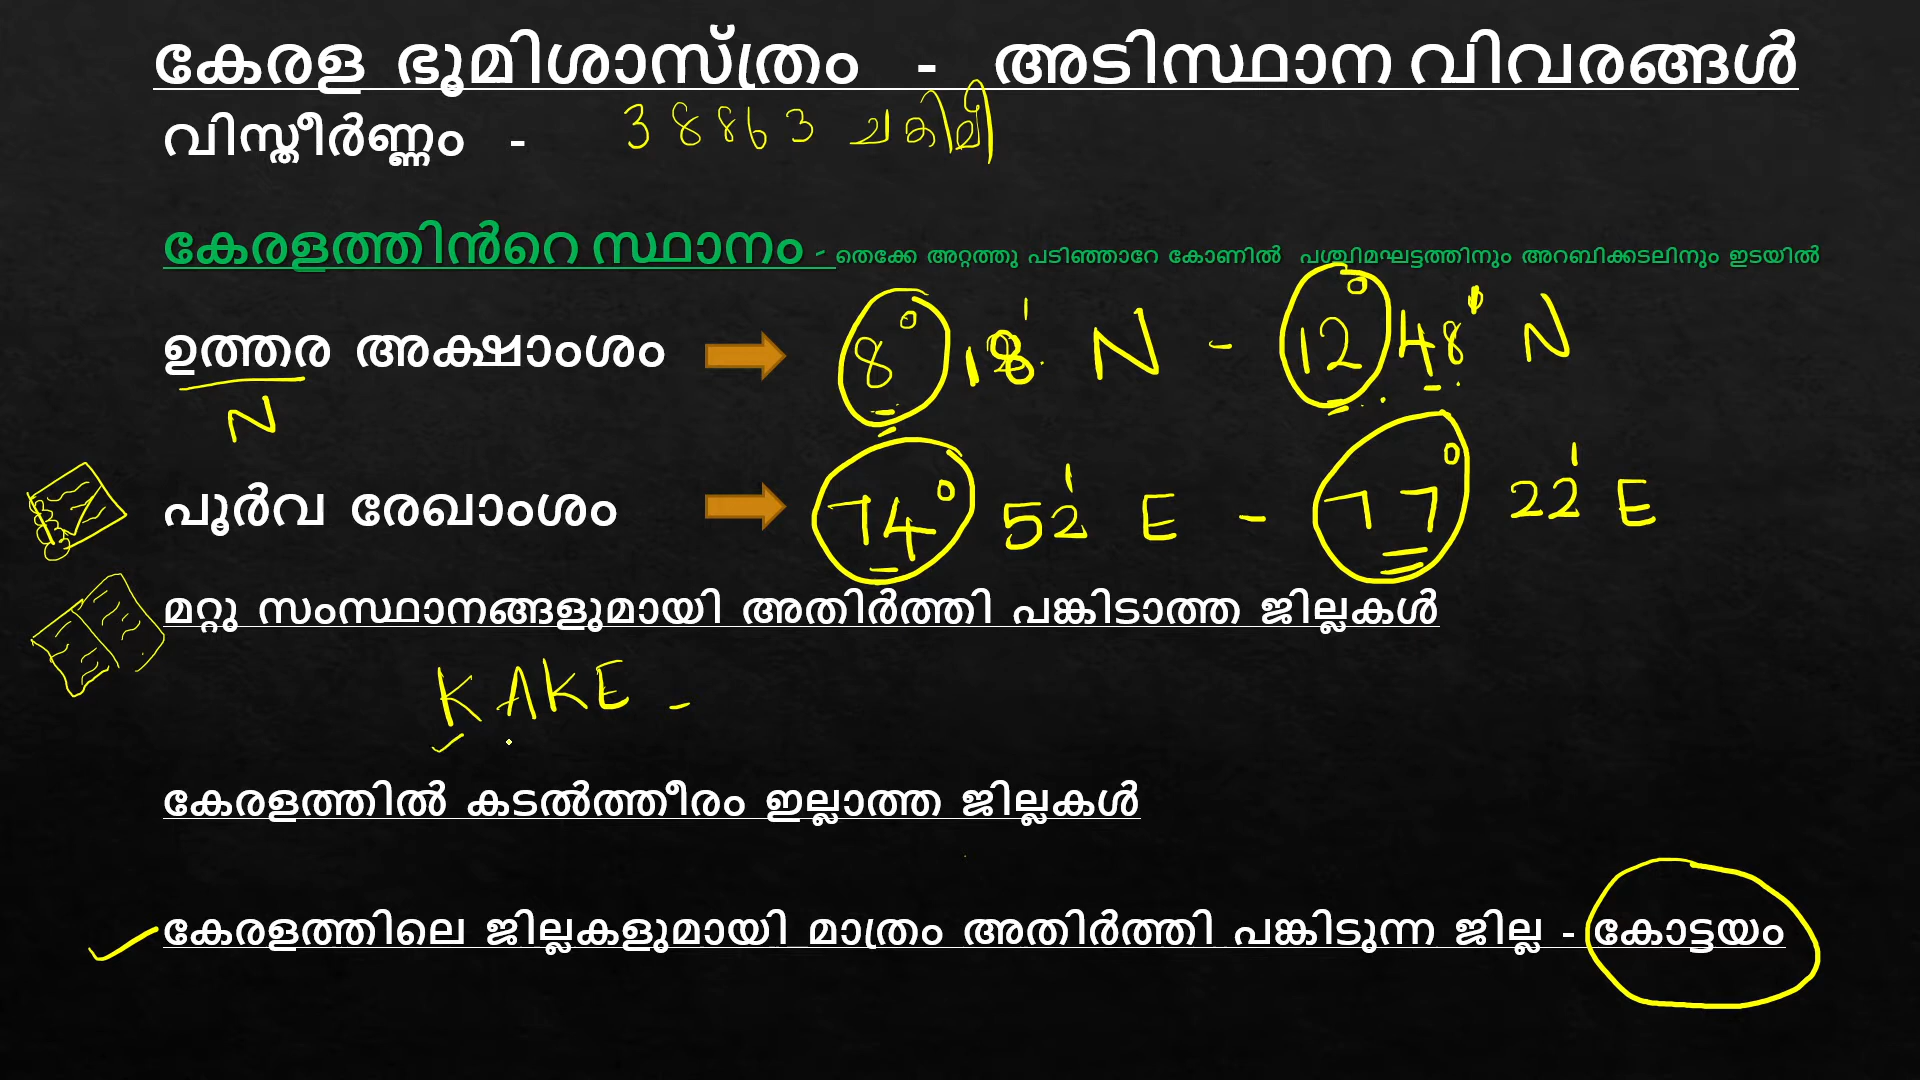 കേരള ഭൂമിശാസ്ത്രം - അടിസ്ഥാന വിവരങ്ങൾ
വിസ്തീർണ്ണം - 38863 ച കി മീ
കേരളത്തിൻറെ സ്ഥാനം - തെക്കേ അറ്റത്തു പടിഞ്ഞാറേ കോണിൽ പശ്ചിമഘട്ടത്തിനും അറബിക്കടലിനും ഇടയിൽ
ഉത്തര അക്ഷാംശം 8° 18' N - 12° 48' N
N
പൂർവ രേഖാംശം 74° 52' E - 77° 22' E
മറ്റു സംസ്ഥാനങ്ങളുമായി അതിർത്തി പങ്കിടാത്ത ജില്ലകൾ
KAKE -
കേരളത്തിൽ കടൽത്തീരം ഇല്ലാത്ത ജില്ലകൾ
കേരളത്തിലെ ജില്ലകളുമായി മാത്രം അതിർത്തി പങ്കിടുന്ന ജില്ല - കോട്ടയം